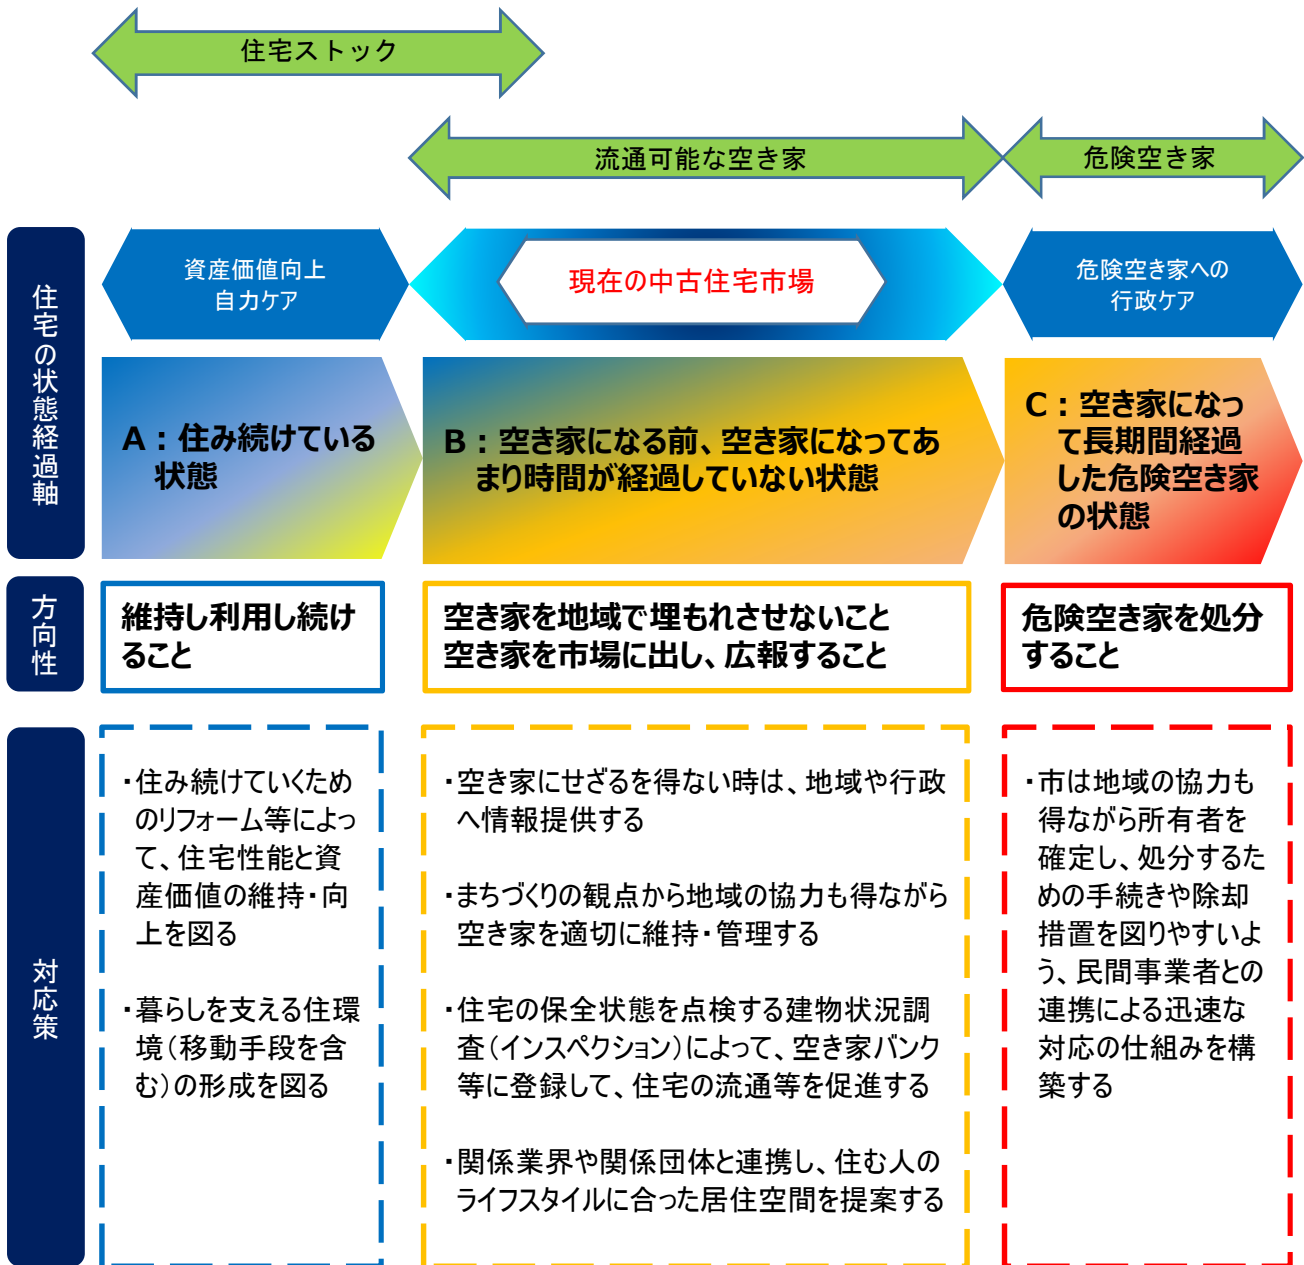 住宅ストック
流通可能な空き家
危険空き家
住宅の状態経過軸
資産価値向上
自力ケア
現在の中古住宅市場
危険空き家への
行政ケア
A：住み続けている
状態
B：空き家になる前、空き家になってあ
まり時間が経過していない状態
C：空き家になっ
て長期間経過
した危険空き家
の状態
方向性
維持し利用し続け
ること
空き家を地域で埋もれさせないこと
空き家を市場に出し、広報すること
危険空き家を処分
すること
対応策
・住み続けていくため
のリフォーム等によっ
て、住宅性能と資
産価値の維持・向
上を図る
・暮らしを支える住環
境（移動手段を含
む）の形成を図る
・空き家にせざるを得ない時は、地域や行政
へ情報提供する
・まちづくりの観点から地域の協力も得ながら
空き家を適切に維持・管理する
・住宅の保全状態を点検する建物状況調
査（インスペクション）によって、空き家バンク
等に登録して、住宅の流通等を促進する
・関係業界や関係団体と連携し、住む人の
ライフスタイルに合った居住空間を提案する
・市は地域の協力も
得ながら所有者を
確定し、処分するた
めの手続きや除却
措置を図りやすいよ
う、民間事業者との
連携による迅速な
対応の仕組みを構
築する